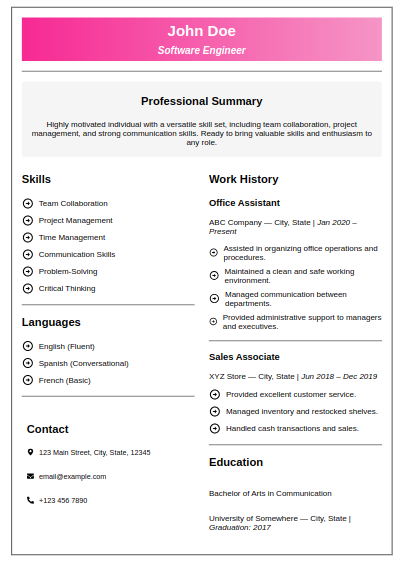 John Doe
Software Engineer
Professional Summary
Highly motivated individual with a versatile skill set, including team collaboration, project
management, and strong communication skills. Ready to bring valuable skills and enthusiasm to
any role.
Skills
Team Collaboration
Project Management
Time Management
Communication Skills
Problem-Solving
Critical Thinking
Languages
English (Fluent)
Spanish (Conversational)
French (Basic)
Contact
123 Main Street, City, State, 12345
email@example.com
+123 456 7890
Work History
Office Assistant
ABC Company — City, State | Jan 2020 –
Present
Assisted in organizing office operations and
procedures.
Maintained a clean and safe working
environment.
Managed communication between
departments.
Provided administrative support to managers
and executives.
Sales Associate
XYZ Store — City, State | Jun 2018 – Dec 2019
Provided excellent customer service.
Managed inventory and restocked shelves.
Handled cash transactions and sales.
Education
Bachelor of Arts in Communication
University of Somewhere — City, State |
Graduation: 2017